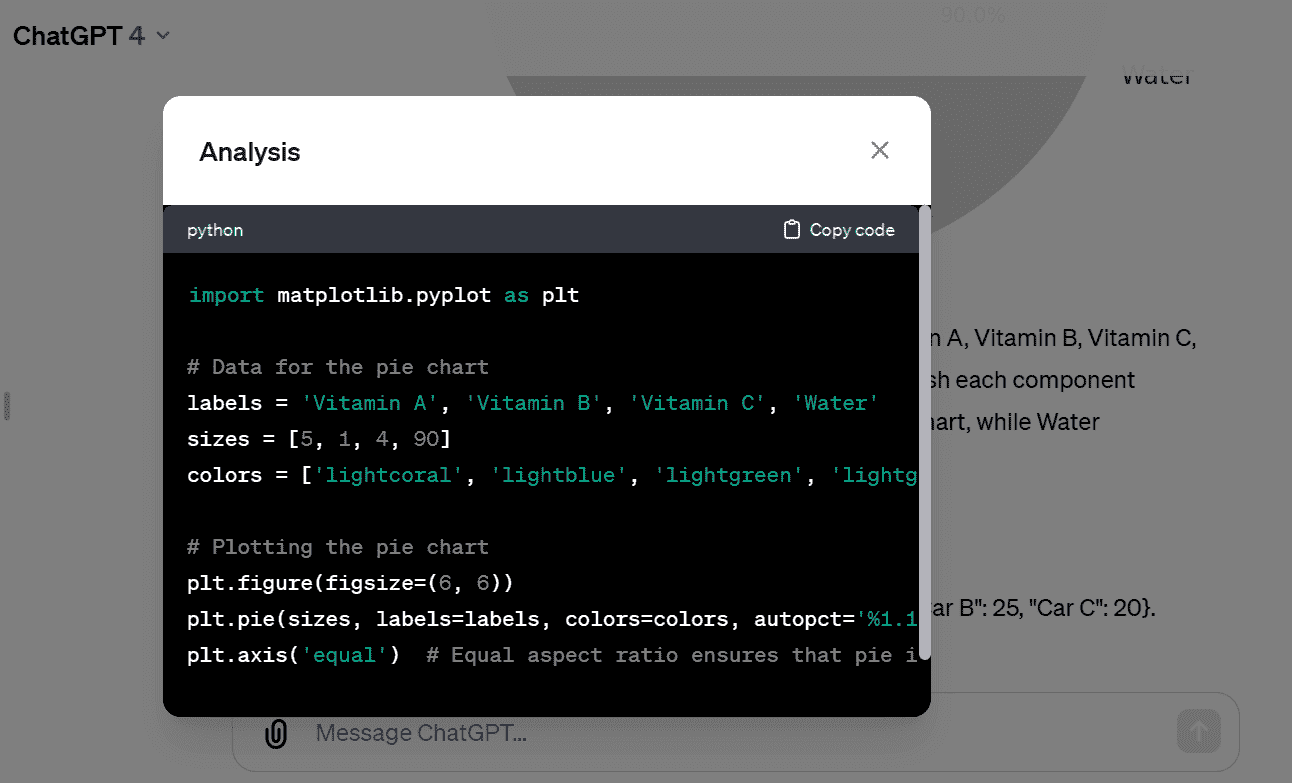 ChatGPT 4
90.0%
Water
Analysis
python
Copy code
import matplotlib.pyplot as plt
# Data for the pie chart
labels = 'Vitamin A', 'Vitamin B', 'Vitamin C', 'Water'
sizes = [5, 1, 4, 90]
colors = ['lightcoral', 'lightblue', 'lightgreen', 'lightg
# Plotting the pie chart
plt.figure(figsize=(6, 6))
plt.pie(sizes, labels=labels, colors=colors, autopct='%1.1
plt.axis('equal')  # Equal aspect ratio ensures that pie i
n A, Vitamin B, Vitamin C,
sh each component
hart, while Water
ar B": 25, "Car C": 20}.
Message ChatGPT...